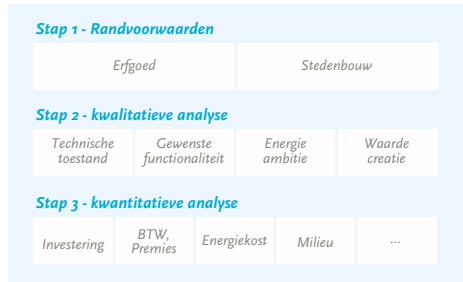 Stap 1 - Randvoorwaarden
Erfgoed
Stedenbouw
Stap 2 - kwalitatieve analyse
Technische
toestand
Gewenste
functionaliteit
Energie
ambitie
Waarde
creatie
Stap 3 - kwantitatieve analyse
Investering
BTW,
Premies
Energiekost
Milieu
...